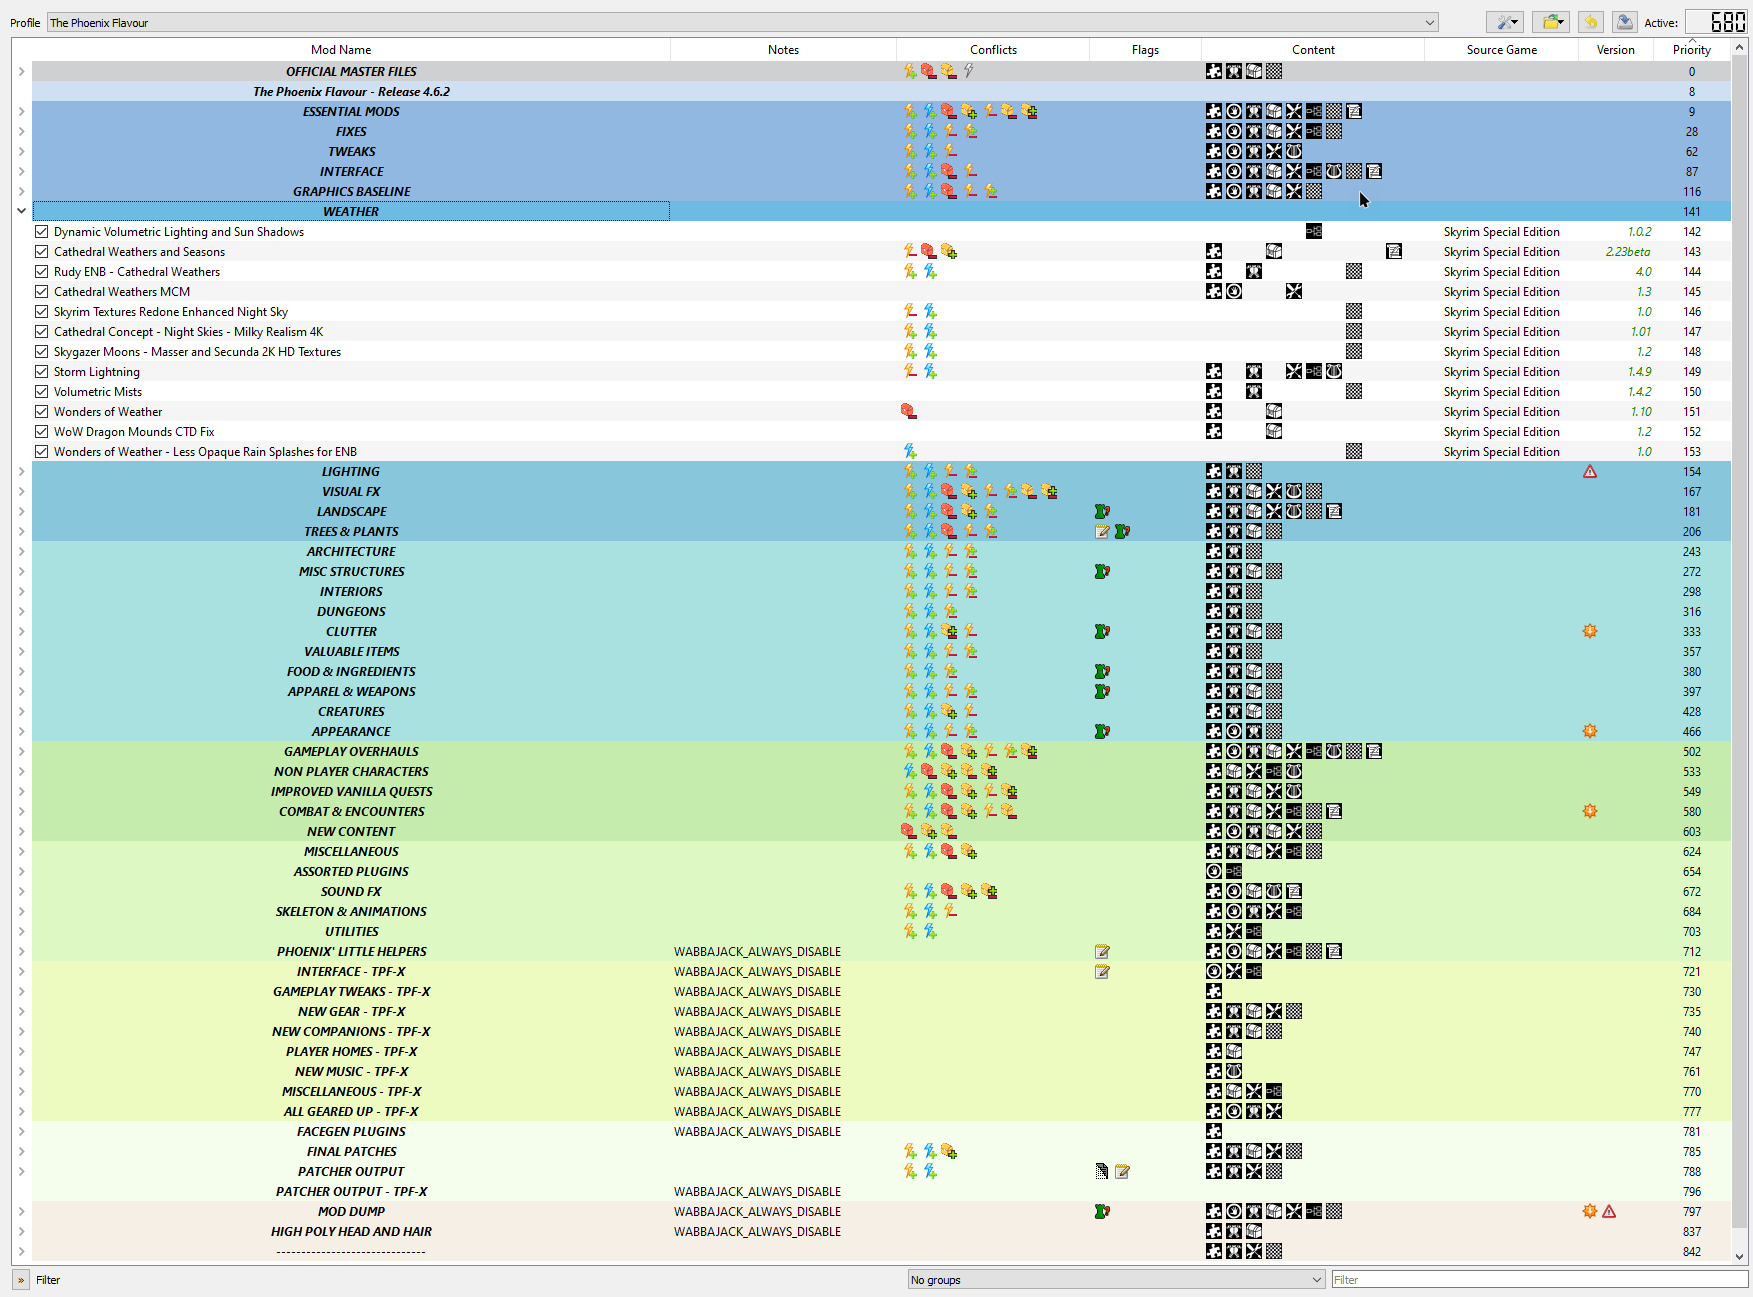 Profile The Phoenix Flavour Active: 680
Mod Name Notes Conflicts Flags Content Source Game Version Priority
OFFICIAL MASTER FILES 0
The Phoenix Flavour - Release 4.6.2 8
ESSENTIAL MODS 9
FIXES 28
TWEAKS 62
INTERFACE 87
GRAPHICS BASELINE 116
WEATHER 141
Dynamic Volumetric Lighting and Sun Shadows Skyrim Special Edition 1.0.2 142
Cathedral Weathers and Seasons Skyrim Special Edition 2.23beta 143
Rudy ENB - Cathedral Weathers Skyrim Special Edition 4.0 144
Cathedral Weathers MCM Skyrim Special Edition 1.3 145
Skyrim Textures Redone Enhanced Night Sky Skyrim Special Edition 1.0 146
Cathedral Concept - Night Skies - Milky Realism 4K Skyrim Special Edition 1.01 147
Skygazer Moons - Masser and Secunda 2K HD Textures Skyrim Special Edition 1.2 148
Storm Lightning Skyrim Special Edition 1.4.9 149
Volumetric Mists Skyrim Special Edition 1.4.2 150
Wonders of Weather Skyrim Special Edition 1.10 151
WoW Dragon Mounds CTD Fix Skyrim Special Edition 1.2 152
Wonders of Weather - Less Opaque Rain Splashes for ENB Skyrim Special Edition 1.0 153
LIGHTING 154
VISUAL FX 167
LANDSCAPE 181
TREES & PLANTS 206
ARCHITECTURE 243
MISC STRUCTURES 272
INTERIORS 298
DUNGEONS 316
CLUTTER 333
VALUABLE ITEMS 357
FOOD & INGREDIENTS 380
APPAREL & WEAPONS 397
CREATURES 428
APPEARANCE 466
GAMEPLAY OVERHAULS 502
NON PLAYER CHARACTERS 533
IMPROVED VANILLA QUESTS 549
COMBAT & ENCOUNTERS 580
NEW CONTENT 603
MISCELLANEOUS 624
ASSORTED PLUGINS 654
SOUND FX 672
SKELETON & ANIMATIONS 684
UTILITIES 703
PHOENIX' LITTLE HELPERS WABBAJACK_ALWAYS_DISABLE 712
INTERFACE - TPF-X WABBAJACK_ALWAYS_DISABLE 721
GAMEPLAY TWEAKS - TPF-X WABBAJACK_ALWAYS_DISABLE 730
NEW GEAR - TPF-X WABBAJACK_ALWAYS_DISABLE 735
NEW COMPANIONS - TPF-X WABBAJACK_ALWAYS_DISABLE 740
PLAYER HOMES - TPF-X WABBAJACK_ALWAYS_DISABLE 747
NEW MUSIC - TPF-X WABBAJACK_ALWAYS_DISABLE 761
MISCELLANEOUS - TPF-X WABBAJACK_ALWAYS_DISABLE 770
ALL GEARED UP - TPF-X WABBAJACK_ALWAYS_DISABLE 777
FACEGEN PLUGINS WABBAJACK_ALWAYS_DISABLE 781
FINAL PATCHES 785
PATCHER OUTPUT 788
PATCHER OUTPUT - TPF-X WABBAJACK_ALWAYS_DISABLE 796
MOD DUMP WABBAJACK_ALWAYS_DISABLE 797
HIGH POLY HEAD AND HAIR WABBAJACK_ALWAYS_DISABLE 837
------------------------------ 842
» Filter No groups Filter